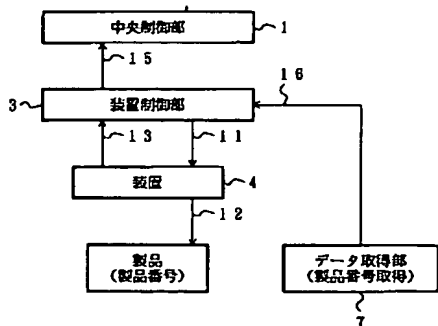 中央制御部
1
15
16
3
装置制御部
13
11
装置
4
12
製品
(製品番号)
データ取得部
(製品番号取得)
7